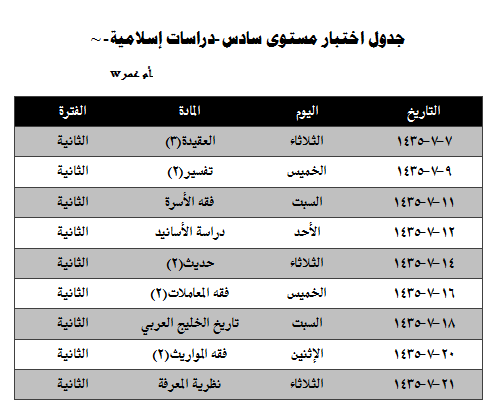 جدول اختبار مستوى سادس-دراسات إسلامية-~
أم عمر W
التاريخ اليوم المادة الفترة
٧-٧-١٤٣٥ الثلاثاء العقيدة(٣) الثانية
٩-٧-١٤٣٥ الخميس تفسير(٢) الثانية
١١-٧-١٤٣٥ السبت فقه الأسرة الثانية
١٢-٧-١٤٣٥ الأحد دراسة الأسانيد الثانية
١٤-٧-١٤٣٥ الثلاثاء حديث(٢) الثانية
١٦-٧-١٤٣٥ الخميس فقه المعاملات(٢) الثانية
١٨-٧-١٤٣٥ السبت تاريخ الخليج العربي الثانية
٢٠-٧-١٤٣٥ الإثنين فقه المواريث(٢) الثانية
٢١-٧-١٤٣٥ الثلاثاء نظرية المعرفة الثانية